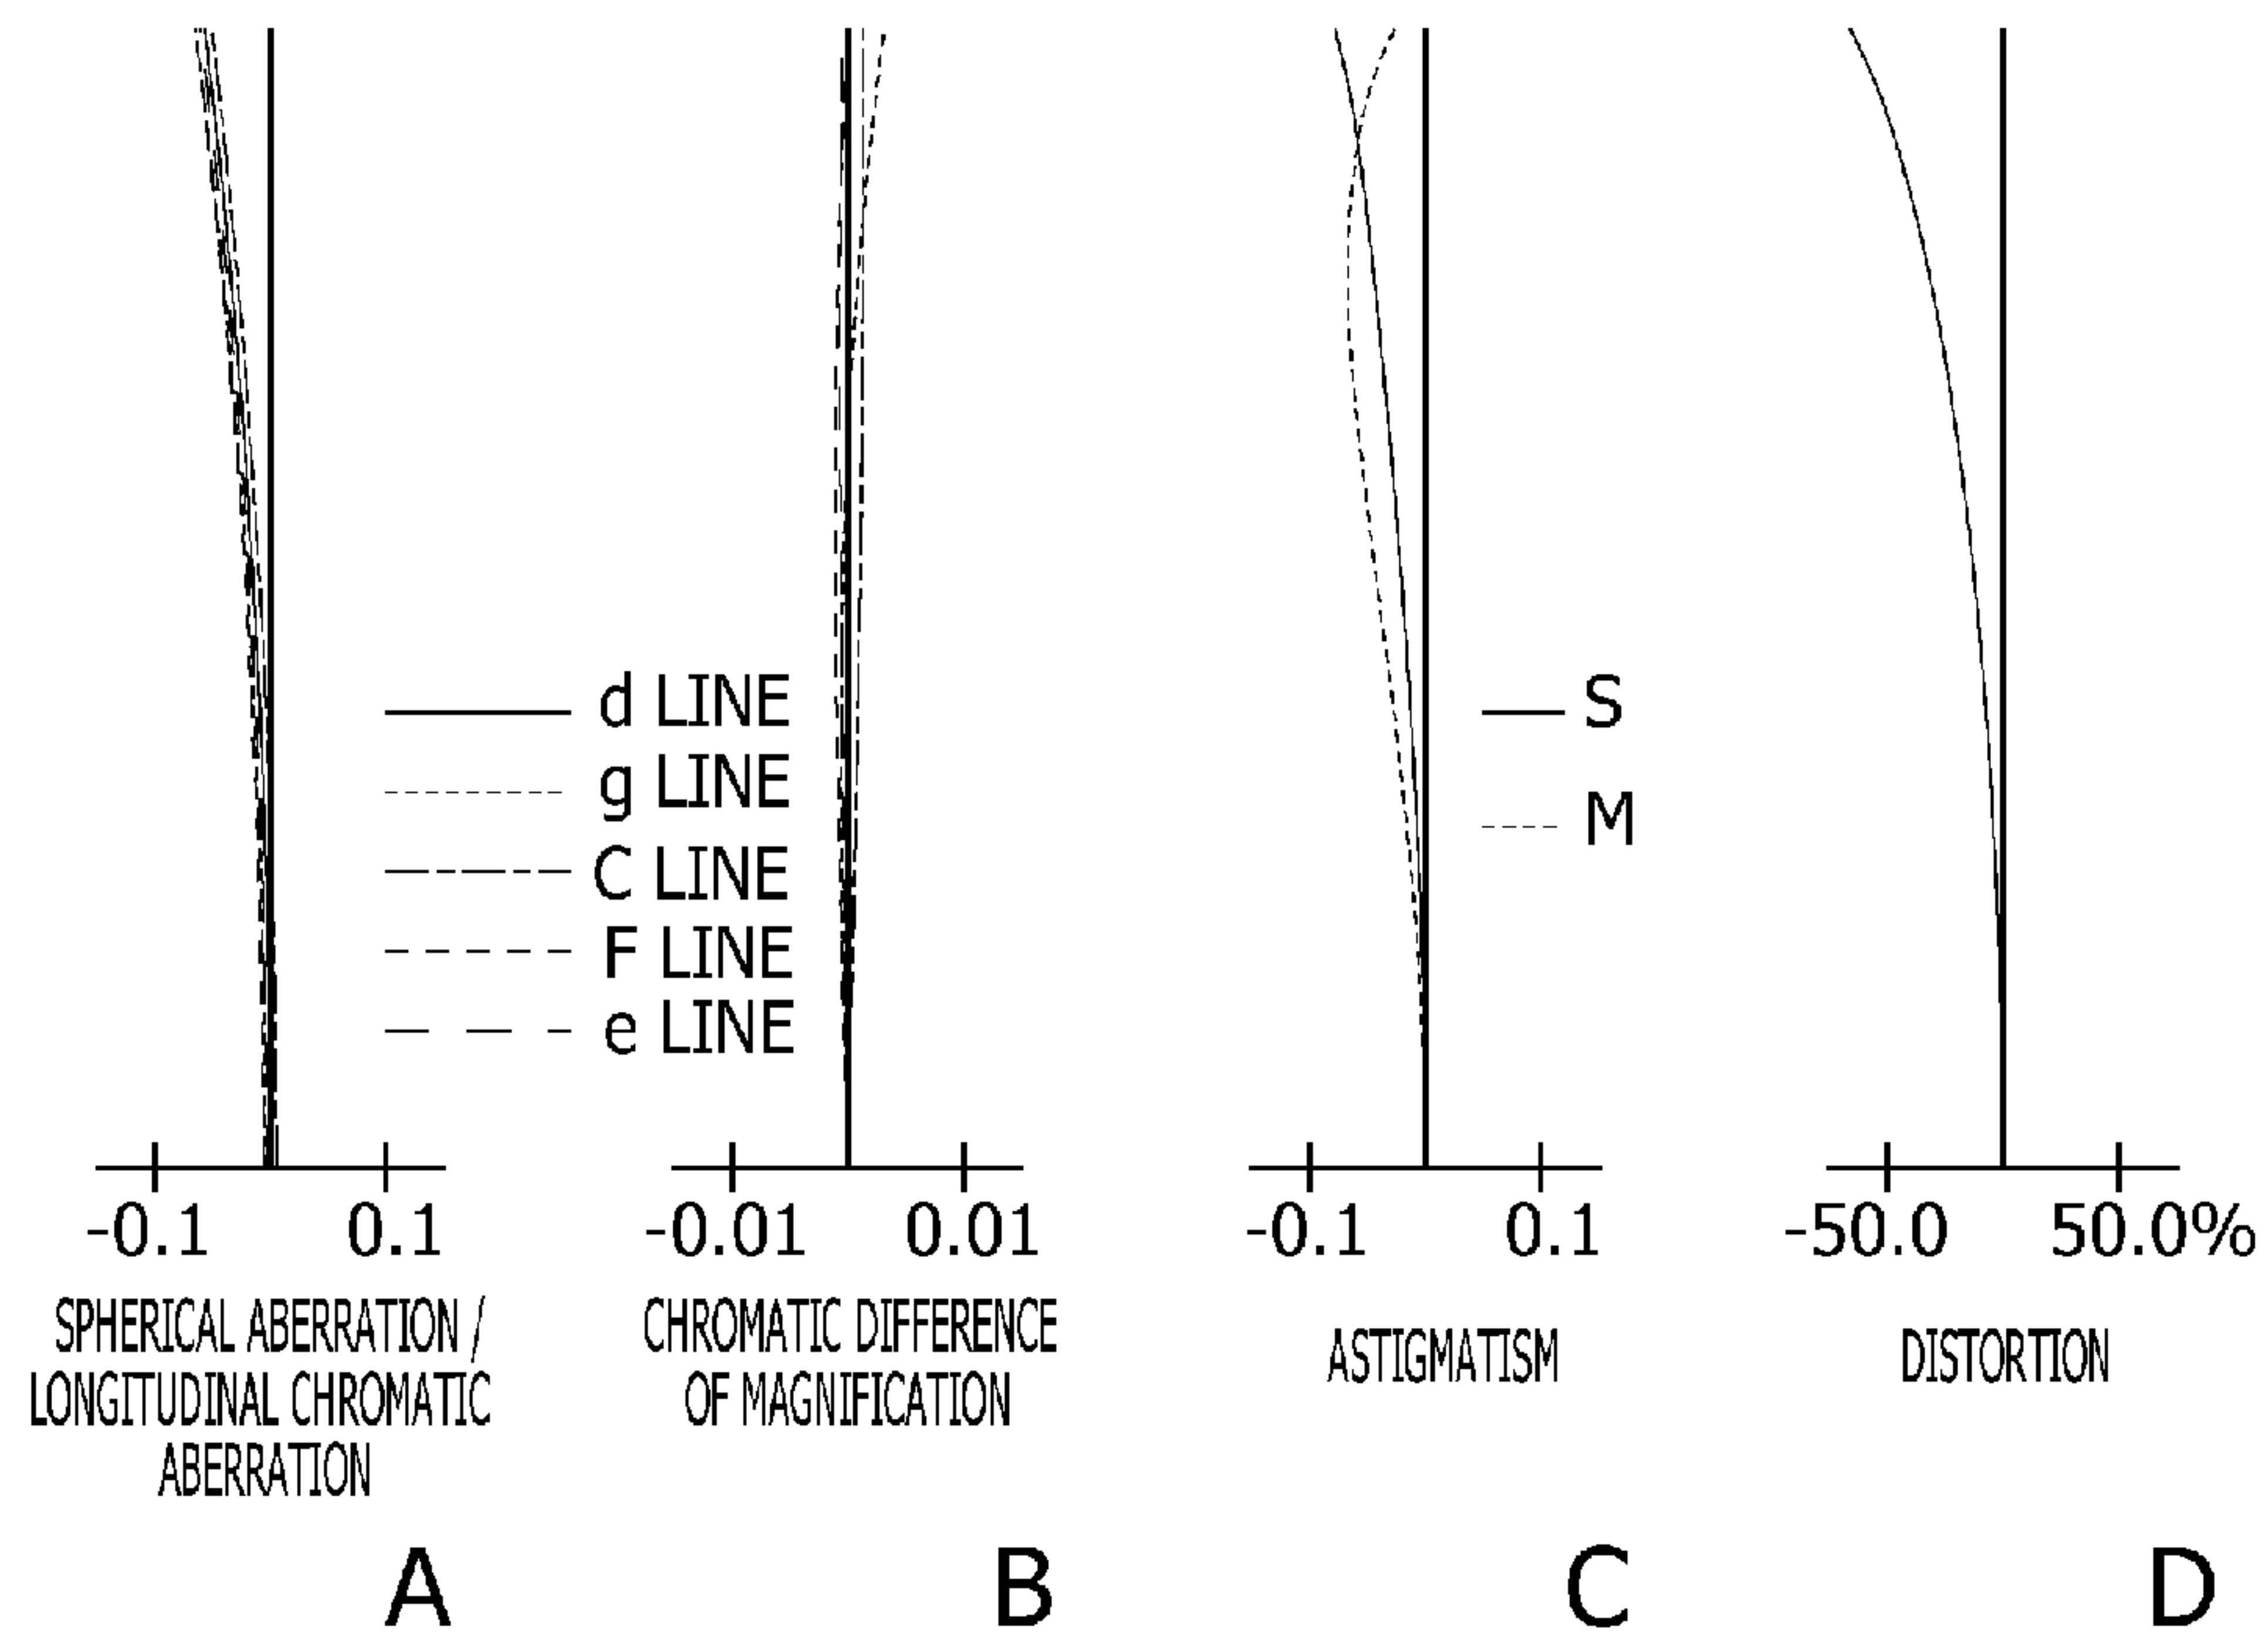 d LINE
g LINE
C LINE
F LINE
e LINE
S
M
-0.1 0.1
-0.01 0.01
-0.1 0.1
-50.0 50.0%
SPHERICAL ABERRATION /
LONGITUDINAL CHROMATIC
ABERRATION
CHROMATIC DIFFERENCE
OF MAGNIFICATION
ASTIGMATISM
DISTORTION
A
B
C
D